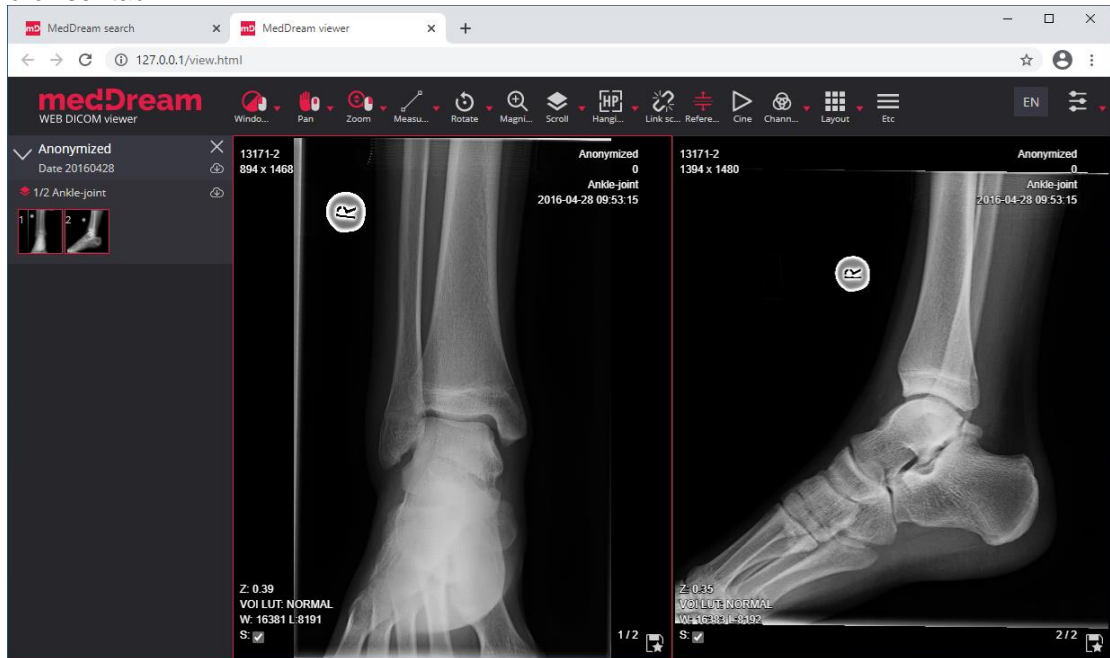 MedDream search
MedDream viewer
127.0.0.1/view.html
medDream
WEB DICOM viewer
Windo...
Pan
Zoom
Measu...
Rotate
Magni...
Scroll
HP
Hangi...
Link sc...
Refere...
Cine
Chann...
Layout
Etc
EN
Anonymized
Date 20160428
1/2 Ankle-joint
1
2
13171-2
894 x 1468
Anonymized
0
Ankle-joint
2016-04-28 09:53:15
R
Z: 0.39
VOI LUT: NORMAL
W: 16381 L:8191
S:
1/2
13171-2
1394 x 1480
Anonymized
0
Ankle-joint
2016-04-28 09:53:15
R
Z: 0.35
VOI LUT: NORMAL
W: 16383 L:8192
S:
2/2